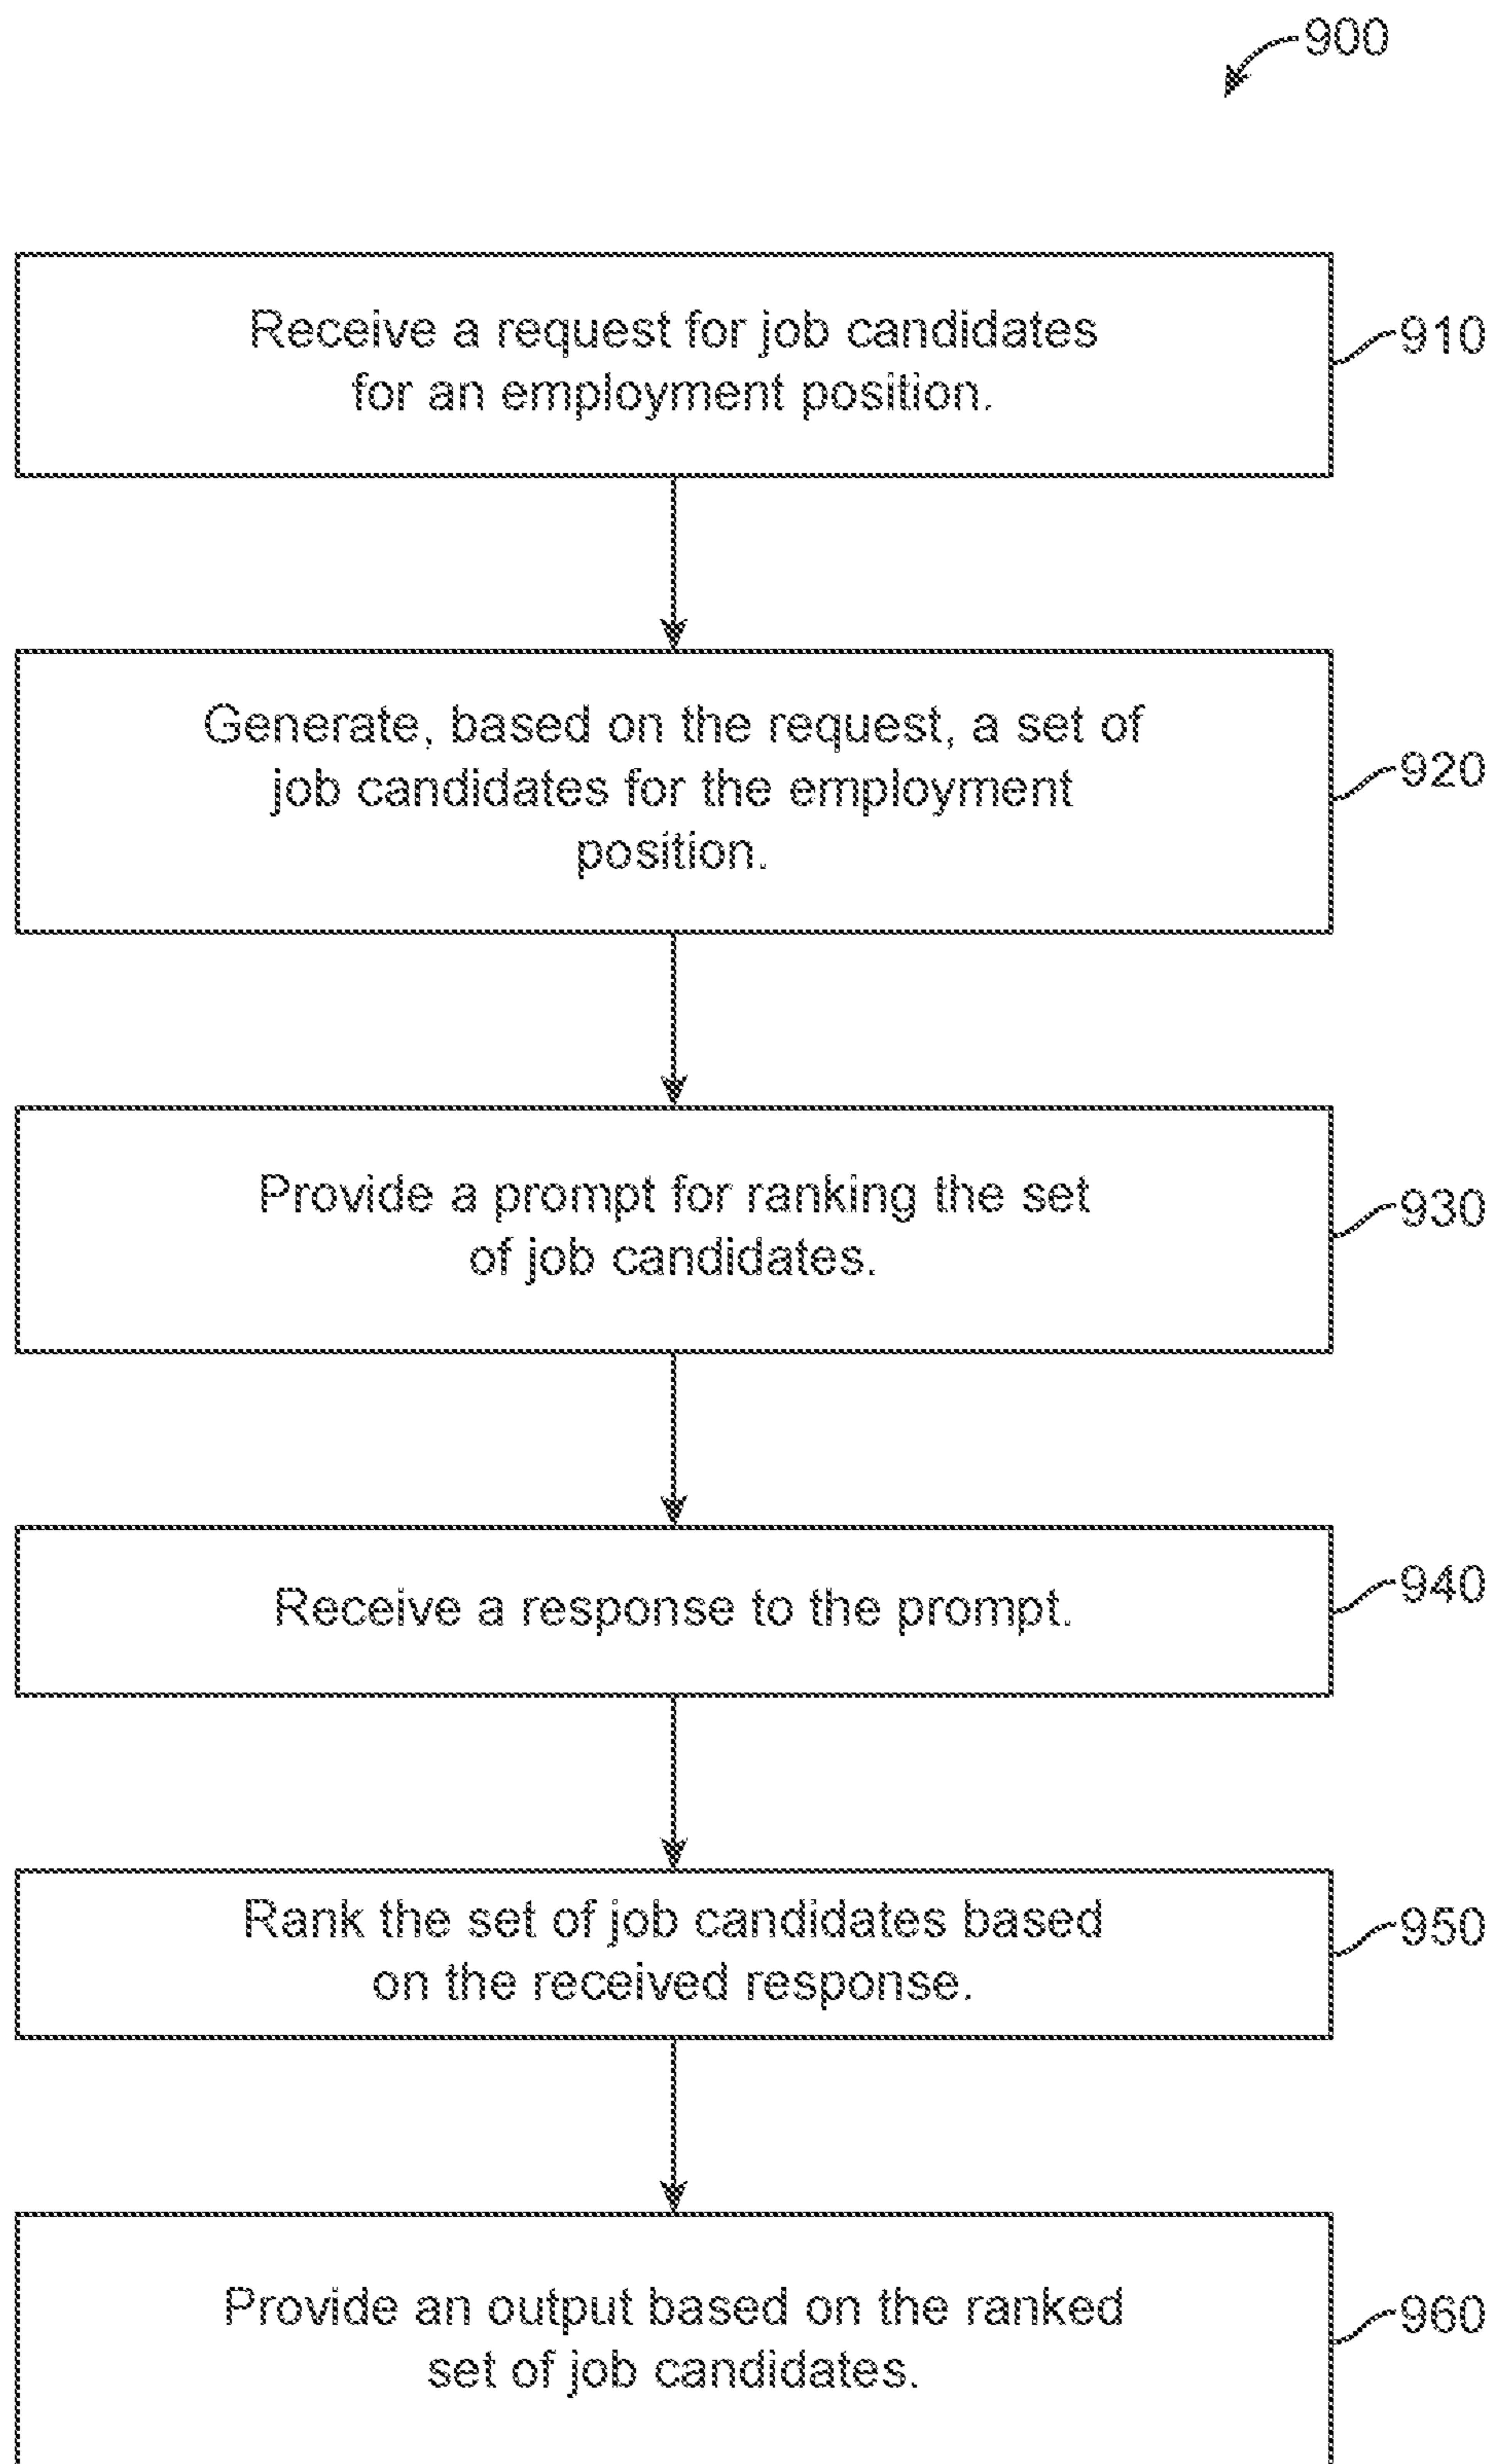 900
Receive a request for job candidates
for an employment position.
910
Generate, based on the request, a set of
job candidates for the employment
position.
920
Provide a prompt for ranking the set
of job candidates.
930
Receive a response to the prompt.
940
Rank the set of job candidates based
on the received response.
950
Provide an output based on the ranked
set of job candidates.
960